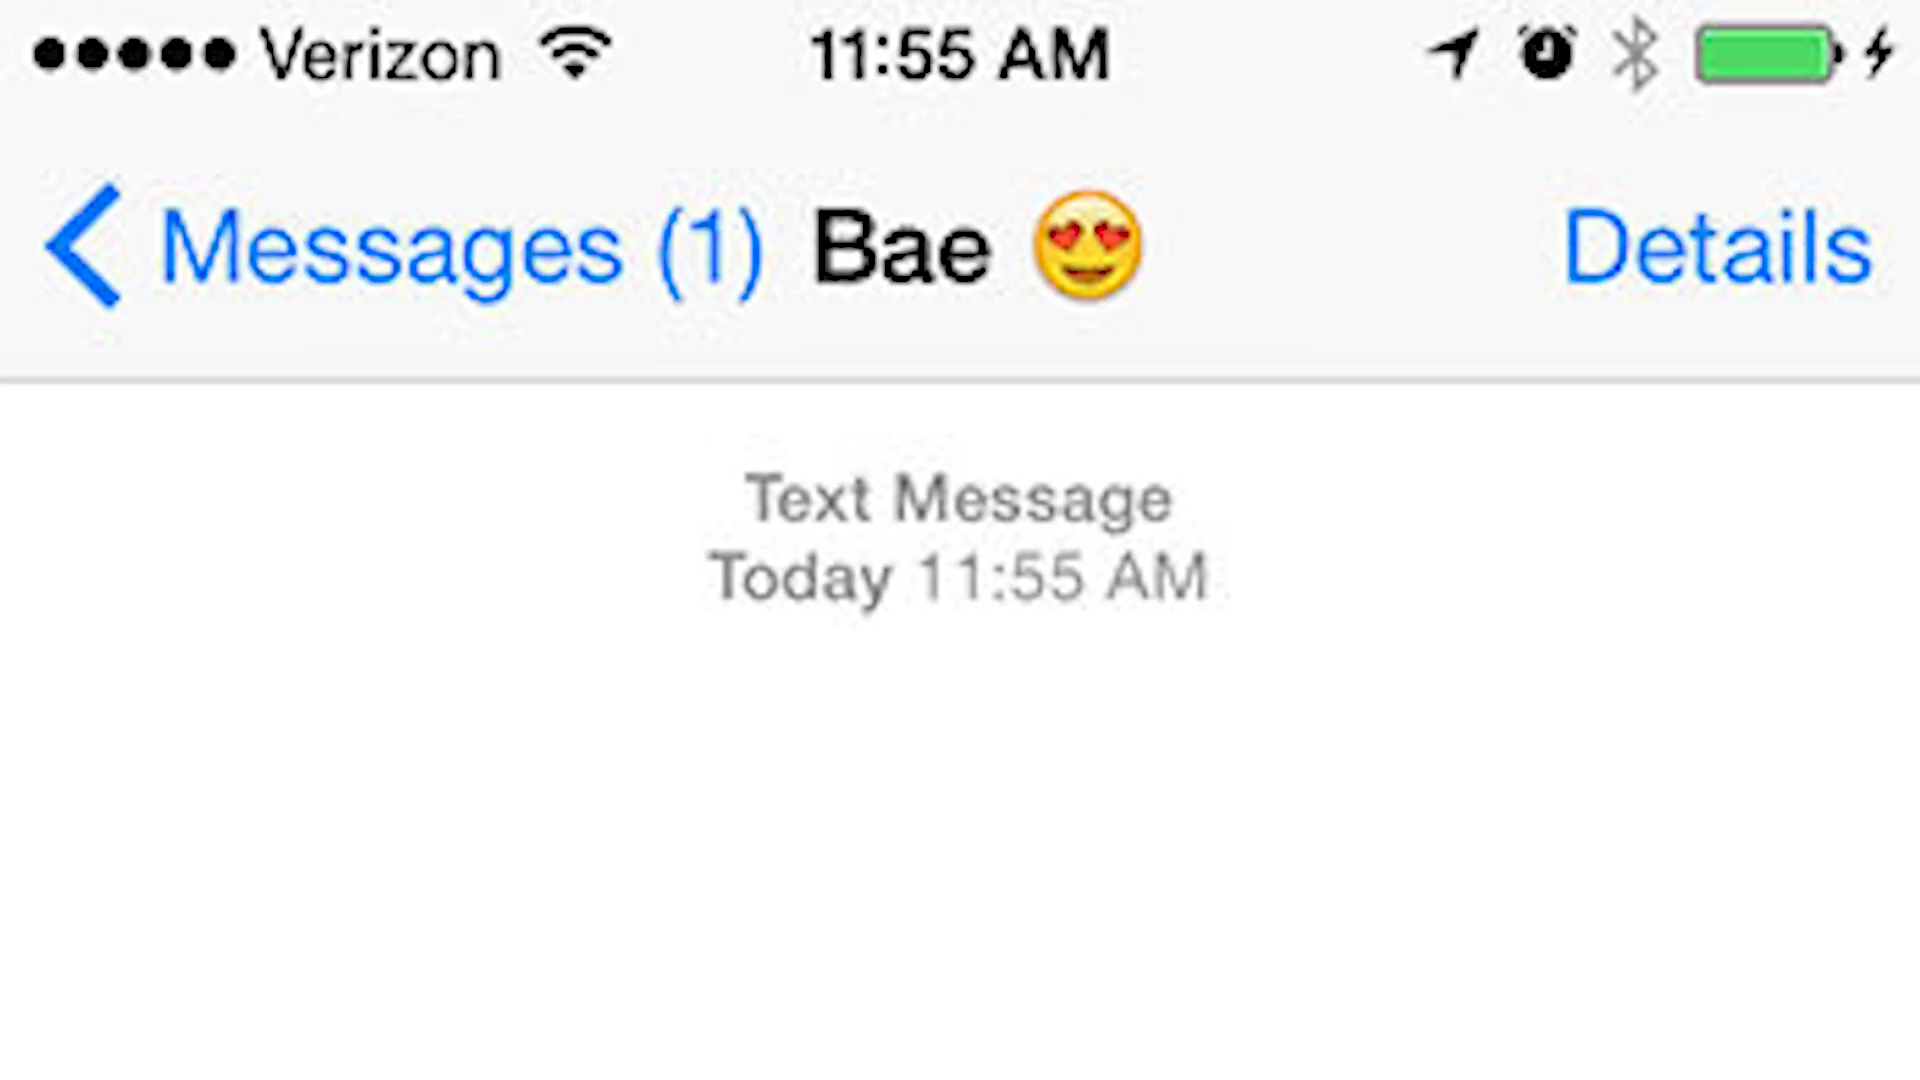 Verizon 11:55 AM
Messages (1) Bae 😍 Details
Text Message
Today 11:55 AM